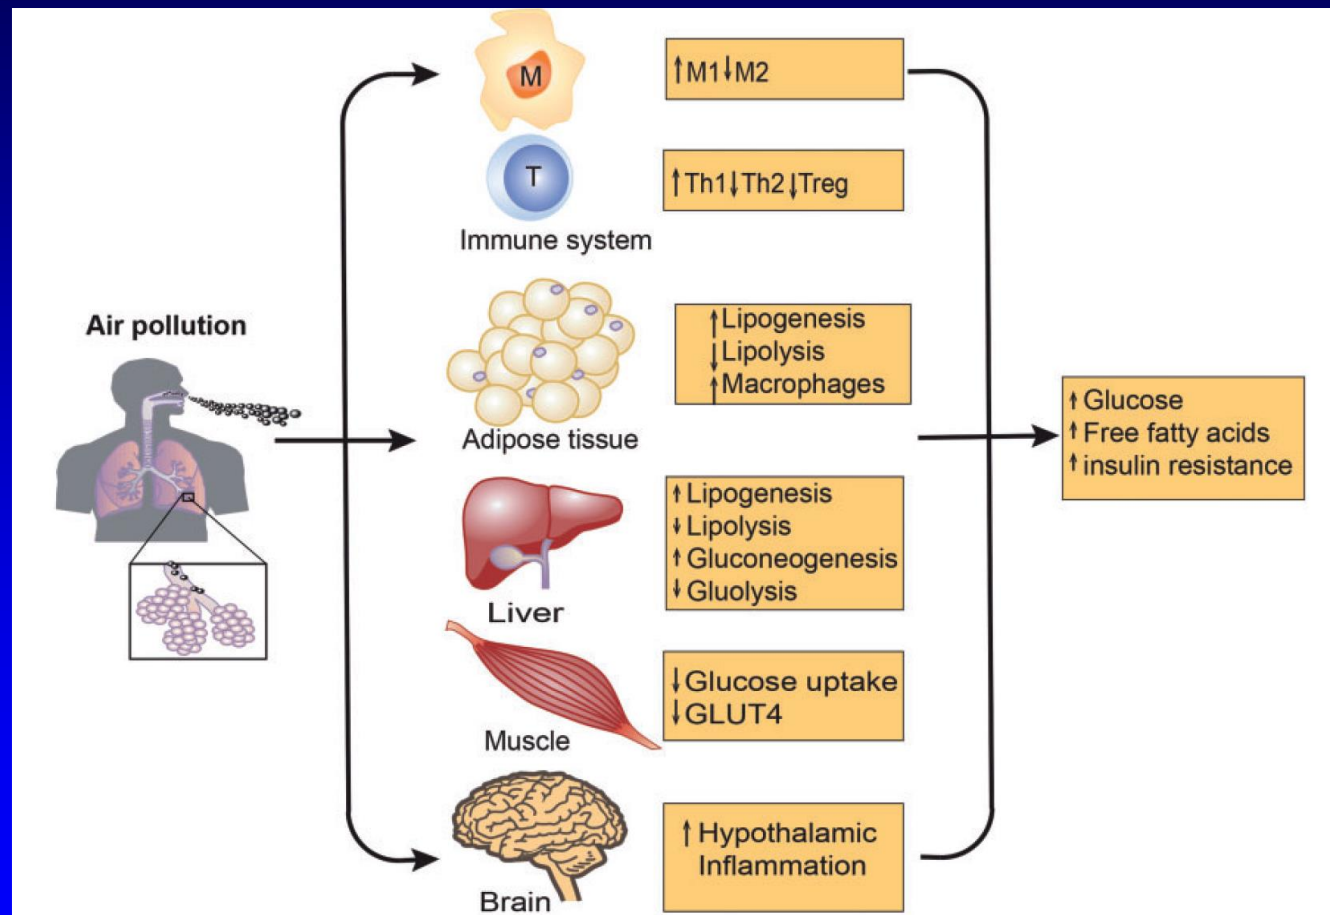 Air pollution
M
↑M1↓M2
T
↑Th1↓Th2↓Treg
Immune system
↑Lipogenesis
↓Lipolysis
↑Macrophages
Adipose tissue
↑Lipogenesis
↓Lipolysis
↑Gluconeogenesis
↓Gluolysis
Liver
↓Glucose uptake
↓GLUT4
Muscle
↑Hypothalamic
Inflammation
Brain
↑Glucose
↑Free fatty acids
↑insulin resistance